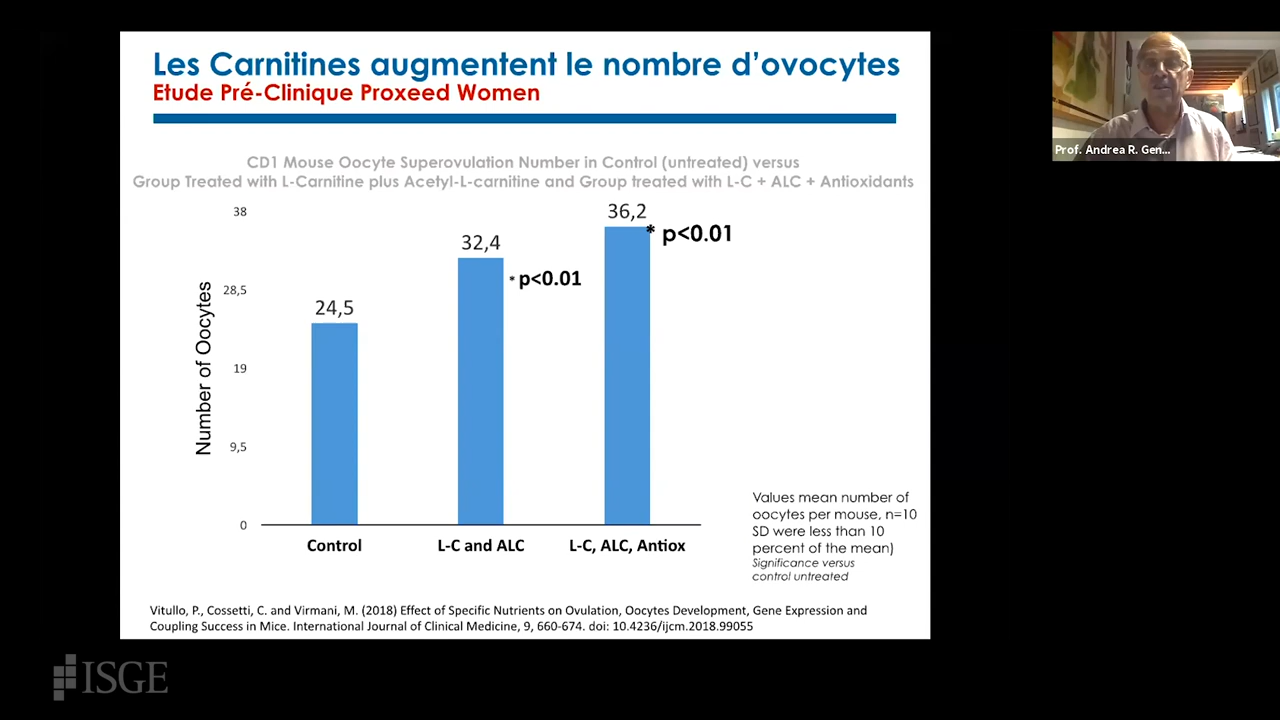 Les Carnitines augmentent le nombre d’ovocytes
Etude Pré-Clinique Proxeed Women
CD1 Mouse Oocyte Superovulation Number in Control (untreated) versus
Group Treated with L-Carnitine plus Acetyl-L-carnitine and Group treated with L-C + ALC + Antioxidants
Number of Oocytes
38
28,5
19
9,5
0
24,5
32,4
* p<0.01
36,2
* p<0.01
Control
L-C and ALC
L-C, ALC, Antiox
Values mean number of
oocytes per mouse, n=10
SD were less than 10
percent of the mean)
Significance versus
control untreated
Vitullo, P., Cossetti, C. and Virmani, M. (2018) Effect of Specific Nutrients on Ovulation, Oocytes Development, Gene Expression and
Coupling Success in Mice. International Journal of Clinical Medicine, 9, 660-674. doi: 10.4236/ijcm.2018.99055
Prof. Andrea R. Gen...
ISGE